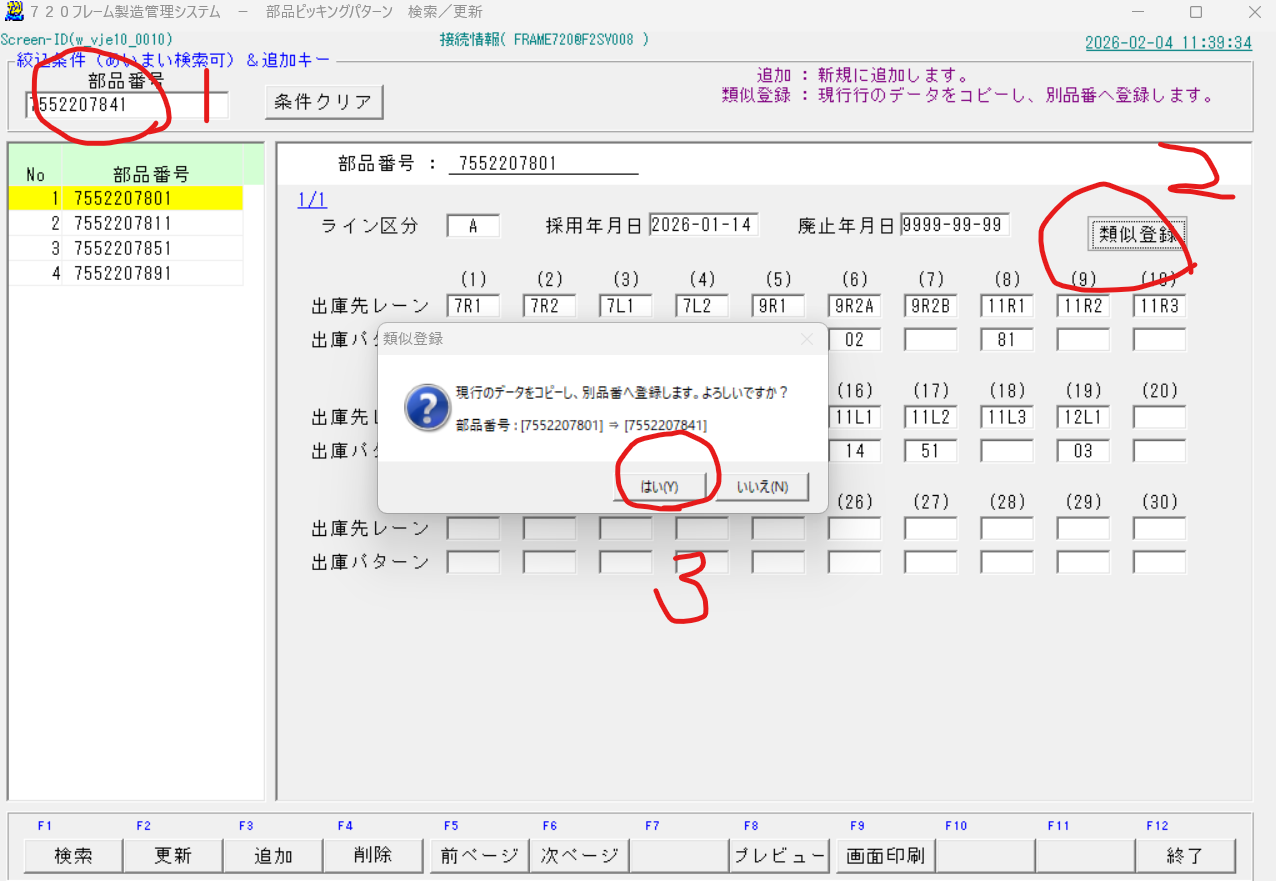 720フレーム製造管理システム － 部品ピッキングパターン 検索／更新
Screen-ID(w_vje10_0010) 接続情報( FRAME720@F2SV008 ) 2026-02-04 11:39:34
絞込条件（あいまい検索可）＆追加キー
部品番号
7552207841 条件クリア
追加 ： 新規に追加します。
類似登録 ： 現行行のデータをコピーし、別品番へ登録します。
1
2
No 部品番号
1 7552207801
2 7552207811
3 7552207851
4 7552207891
部品番号 ： 7552207801
1/1
ライン区分 A 採用年月日 2026-01-14 廃止年月日 9999-99-99 類似登録
(1) (2) (3) (4) (5) (6) (7) (8) (9) (10)
出庫先レーン 7R1 7R2 7L1 7L2 9R1 9R2A 9R2B 11R1 11R2 11R3
出庫パ 02 81
(16) (17) (18) (19) (20)
出庫先レ 11L1 11L2 11L3 12L1
出庫パ 14 51 03
(26) (27) (28) (29) (30)
出庫先レーン
出庫パターン
類似登録
現行のデータをコピーし、別品番へ登録します。よろしいですか？
部品番号 : [7552207801] ⇒ [7552207841]
はい(Y) いいえ(N)
3
F1 F2 F3 F4 F5 F6 F7 F8 F9 F10 F11 F12
検索 更新 追加 削除 前ページ 次ページ プレビュー 画面印刷 終了